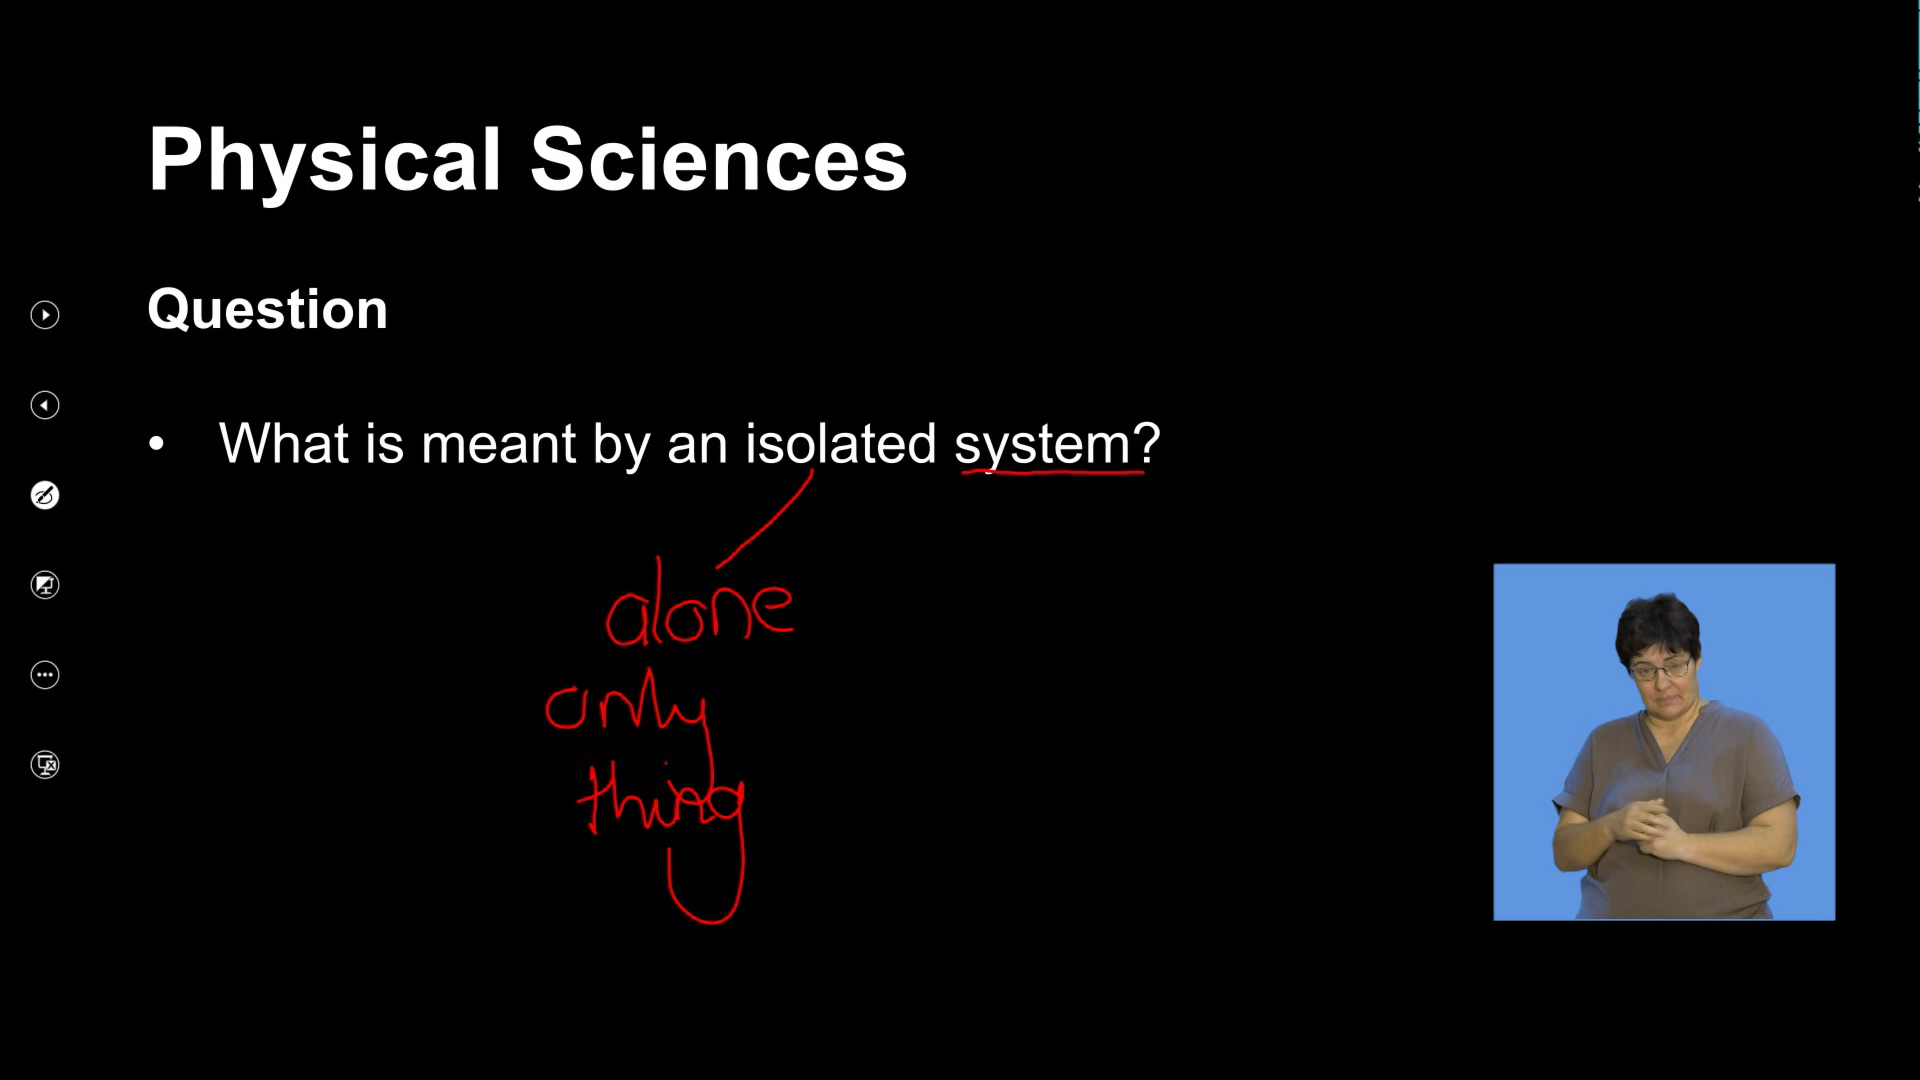 Physical Sciences
Question
• What is meant by an isolated system?
alone
only
thing